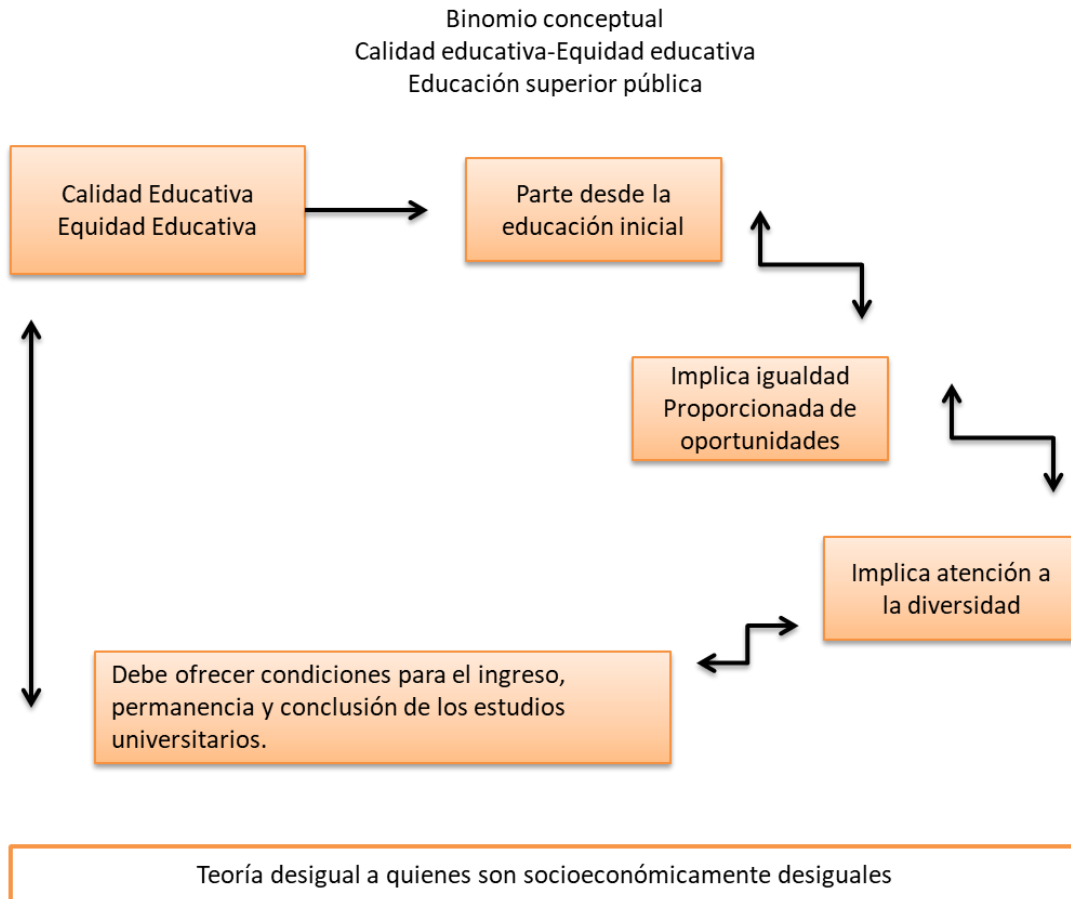 Binomio conceptual
Calidad educativa-Equidad educativa
Educación superior pública
Calidad Educativa
Equidad Educativa
Parte desde la
educación inicial
Implica igualdad
Proporcionada de
oportunidades
Implica atención a
la diversidad
Debe ofrecer condiciones para el ingreso,
permanencia y conclusión de los estudios
universitarios.
Teoría desigual a quienes son socioeconómicamente desiguales